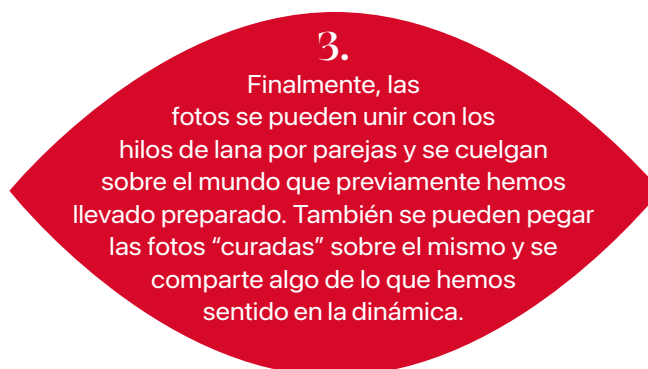 3.
Finalmente, las
fotos se pueden unir con los
hilos de lana por parejas y se cuelgan
sobre el mundo que previamente hemos
llevado preparado. También se pueden pegar
las fotos “curadas” sobre el mismo y se
comparte algo de lo que hemos
sentido en la dinámica.